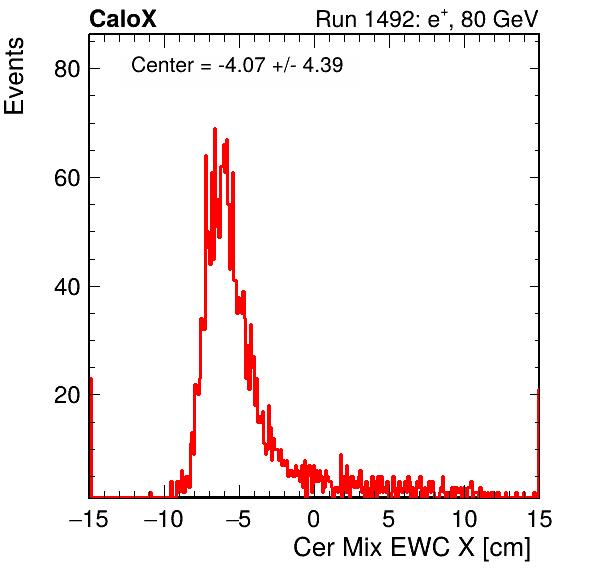 CaloX Run 1492: e⁺, 80 GeV
Center = -4.07 +/- 4.39
Events
80
60
40
20
−15 −10 −5 0 5 10 15
Cer Mix EWC X [cm]